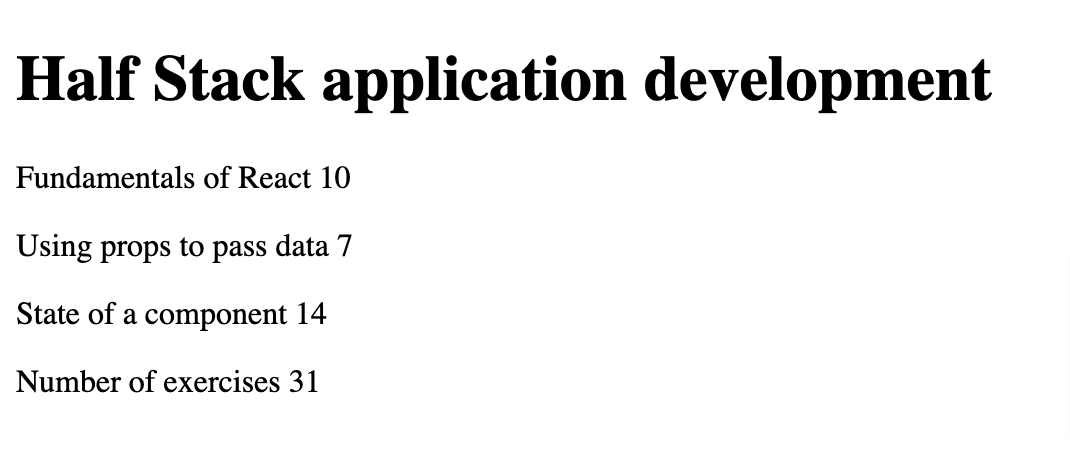 Half Stack application development
Fundamentals of React 10
Using props to pass data 7
State of a component 14
Number of exercises 31